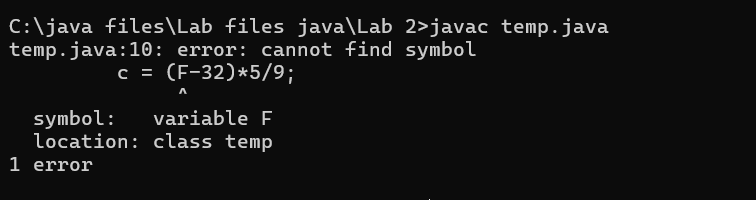 C:\java files\Lab files java\Lab 2>javac temp.java
temp.java:10: error: cannot find symbol
         c = (F-32)*5/9;
              ^
  symbol:   variable F
  location: class temp
1 error